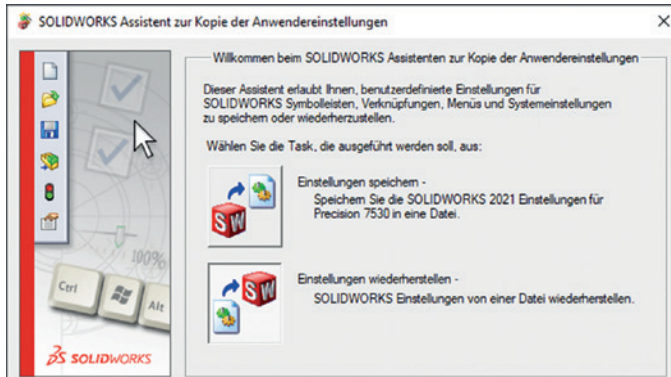 SOLIDWORKS Assistent zur Kopie der Anwendereinstellungen
Willkommen beim SOLIDWORKS Assistenten zur Kopie der Anwendereinstellungen
Dieser Assistent erlaubt Ihnen, benutzerdefinierte Einstellungen für
SOLIDWORKS Symbolleisten, Verknüpfungen, Menüs und Systemeinstellungen
zu speichern oder wiederherzustellen.
Wählen Sie die Task, die ausgeführt werden soll, aus:
Einstellungen speichern -
Speichern Sie die SOLIDWORKS 2021 Einstellungen für
Precision 7530 in eine Datei.
SW
Einstellungen wiederherstellen -
SOLIDWORKS Einstellungen von einer Datei wiederherstellen.
SW
100%
Ctrl
Alt
SOLIDWORKS